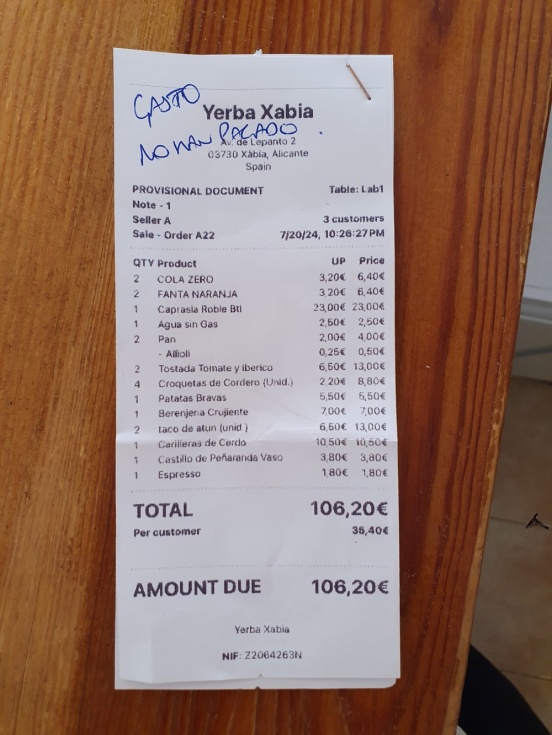 GASTO
Yerba Xabia
NO HAN PAGADO.
Av. de Lepanto 2
03730 Xàbia, Alicante
Spain
PROVISIONAL DOCUMENT Table: Lab1
Note - 1
Seller A 3 customers
Sale - Order A22 7/20/24, 10:26:27 PM
QTY Product UP Price
2 COLA ZERO 3,20€ 6,40€
2 FANTA NARANJA 3,20€ 6,40€
1 Caprasia Roble Btl 23,00€ 23,00€
1 Agua sin Gas 2,50€ 2,50€
2 Pan 2,00€ 4,00€
- Allioli 0,25€ 0,50€
2 Tostada Tomate y Iberico 6,50€ 13,00€
4 Croquetas de Cordero (Unid.) 2,20€ 8,80€
1 Patatas Bravas 5,50€ 5,50€
1 Berenjena Crujiente 7,00€ 7,00€
2 taco de atun (unid ) 6,50€ 13,00€
1 Carilleras de Cerdo 10,50€ 10,50€
1 Castillo de Peñaranda Vaso 3,80€ 3,80€
1 Espresso 1,80€ 1,80€
TOTAL 106,20€
Per customer 35,40€
AMOUNT DUE 106,20€
Yerba Xabia
NIF: Z2064263N